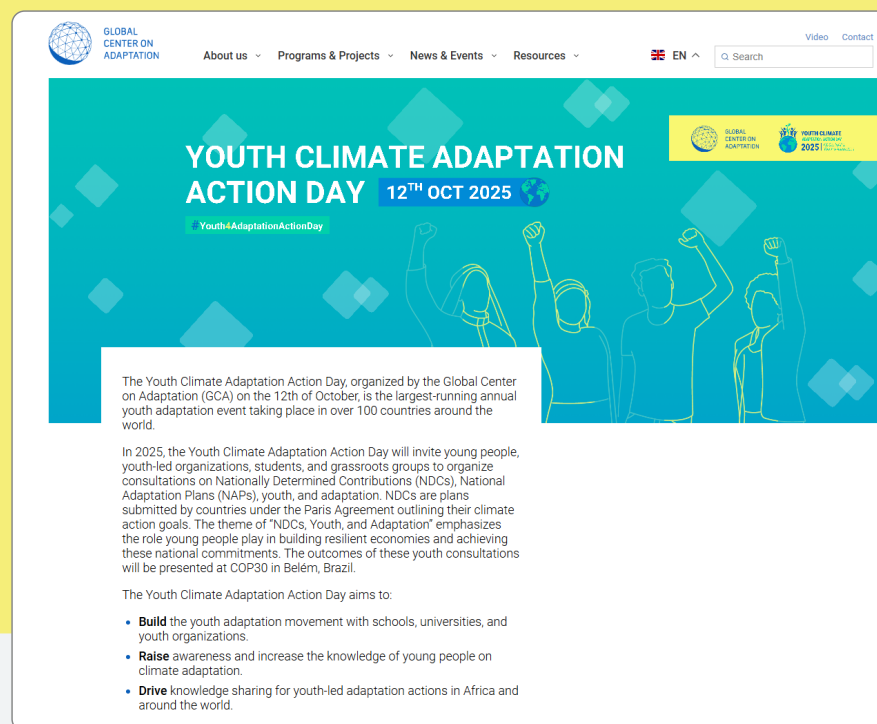 GLOBAL
CENTER ON
ADAPTATION
Video Contact
About us Programs & Projects News & Events Resources EN Search
GLOBAL
CENTER ON
ADAPTATION
YOUTH CLIMATE
ADAPTATION ACTION DAY
2025
YOUTH CLIMATE ADAPTATION
ACTION DAY 12TH OCT 2025
#Youth4AdaptationActionDay
The Youth Climate Adaptation Action Day, organized by the Global Center
on Adaptation (GCA) on the 12th of October, is the largest-running annual
youth adaptation event taking place in over 100 countries around the
world.
In 2025, the Youth Climate Adaptation Action Day will invite young people,
youth-led organizations, students, and grassroots groups to organize
consultations on Nationally Determined Contributions (NDCs), National
Adaptation Plans (NAPs), youth, and adaptation. NDCs are plans
submitted by countries under the Paris Agreement outlining their climate
action goals. The theme of “NDCs, Youth, and Adaptation” emphasizes
the role young people play in building resilient economies and achieving
these national commitments. The outcomes of these youth consultations
will be presented at COP30 in Belém, Brazil.
The Youth Climate Adaptation Action Day aims to:
• Build the youth adaptation movement with schools, universities, and
youth organizations.
• Raise awareness and increase the knowledge of young people on
climate adaptation.
• Drive knowledge sharing for youth-led adaptation actions in Africa and
around the world.